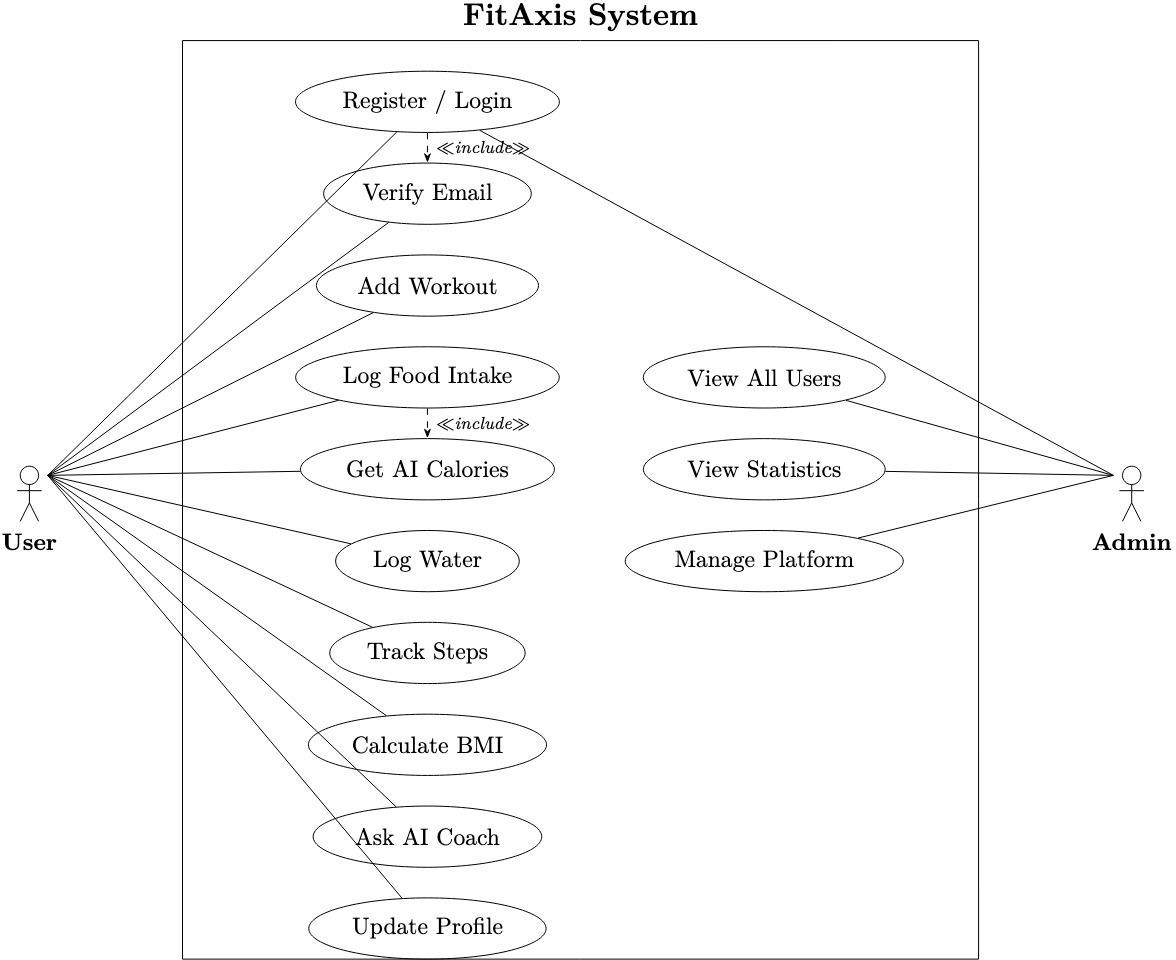 FitAxis System
Register / Login
≪include≫
Verify Email
Add Workout
Log Food Intake
View All Users
≪include≫
Get AI Calories
View Statistics
User
Admin
Log Water
Manage Platform
Track Steps
Calculate BMI
Ask AI Coach
Update Profile